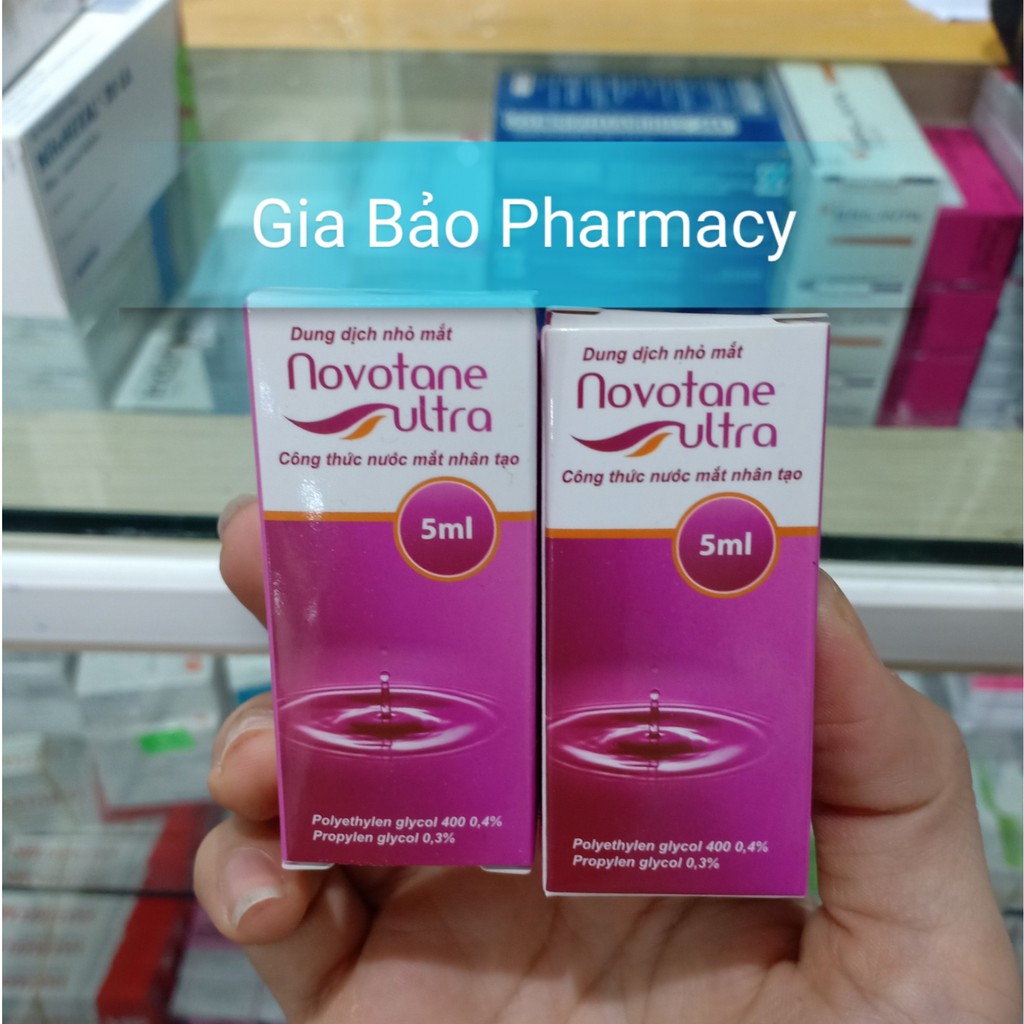 Gia Bảo Pharmacy
Dung dịch nhỏ mắt
Novotane
ultra
Công thức nước mắt nhân tạo
5ml
Polyethylen glycol 400 0,4%
Propylen glycol 0,3%
Dung dịch nhỏ mắt
Novotane
ultra
Công thức nước mắt nhân tạo
5ml
Polyethylen glycol 400 0,4%
Propylen glycol 0,3%